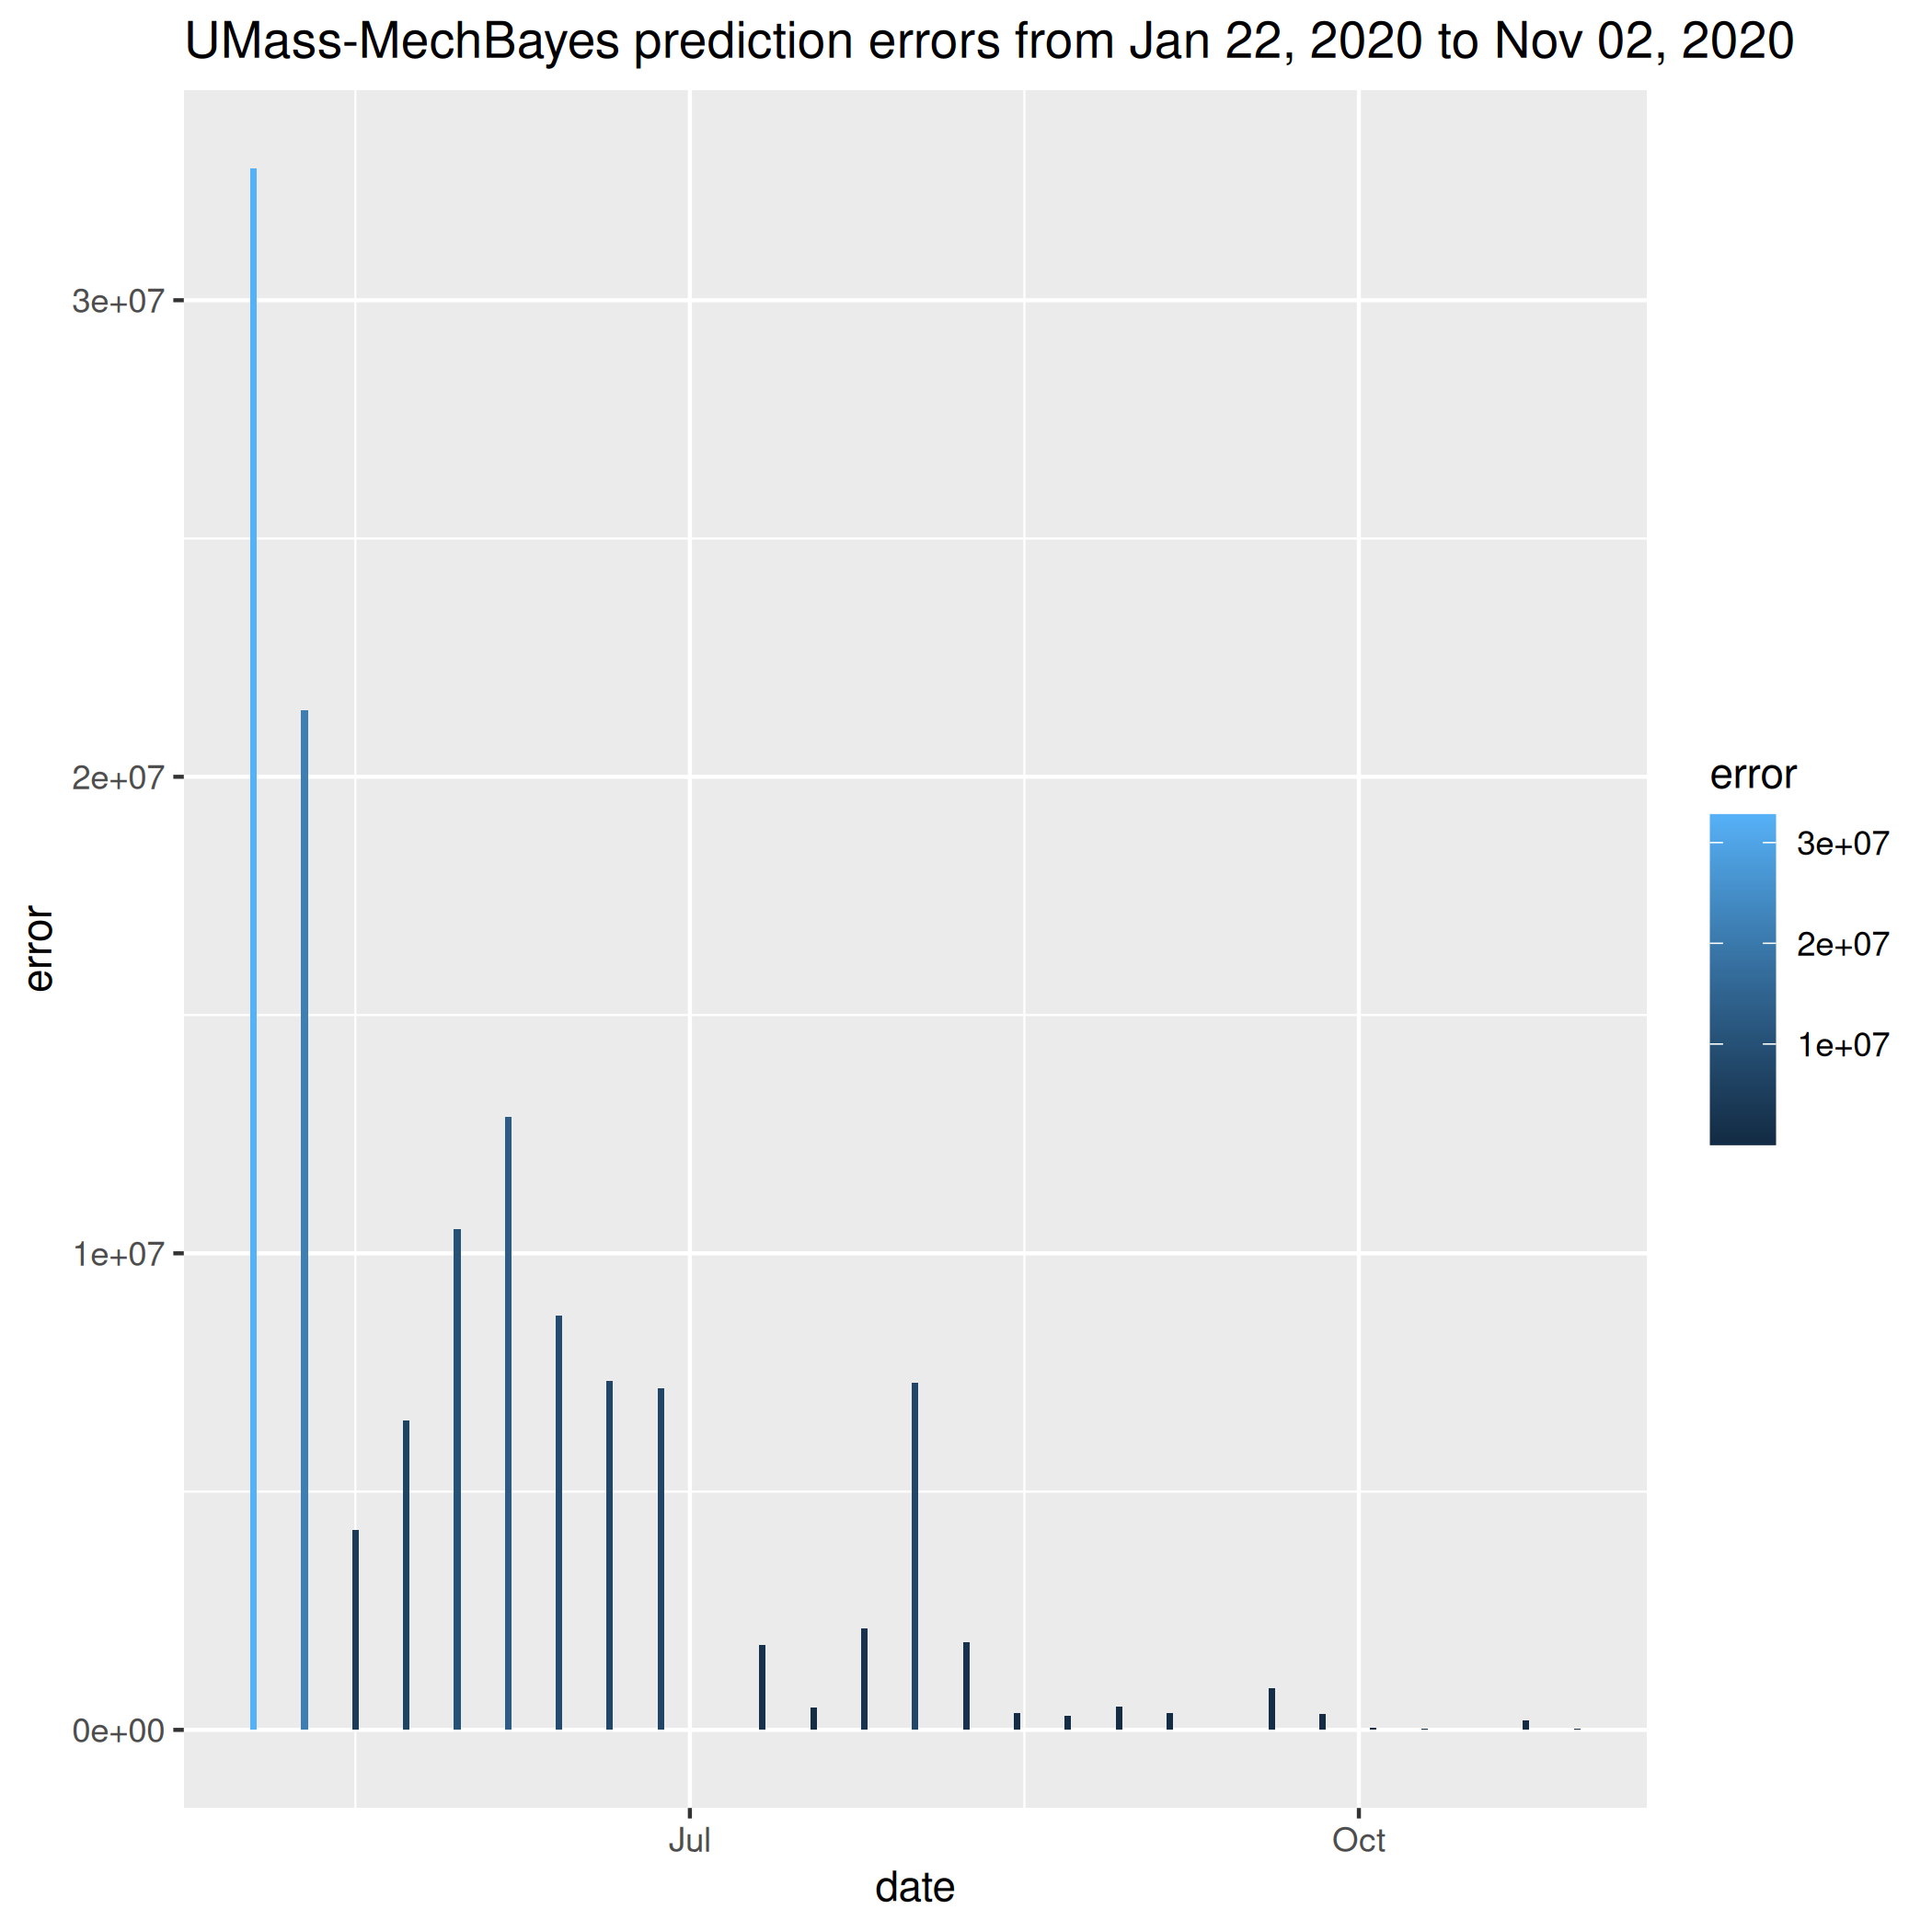 UMass-MechBayes prediction errors from Jan 22, 2020 to Nov 02, 2020
error
3e+07
2e+07
1e+07
0e+00
Jul
Oct
date
error
3e+07
2e+07
1e+07